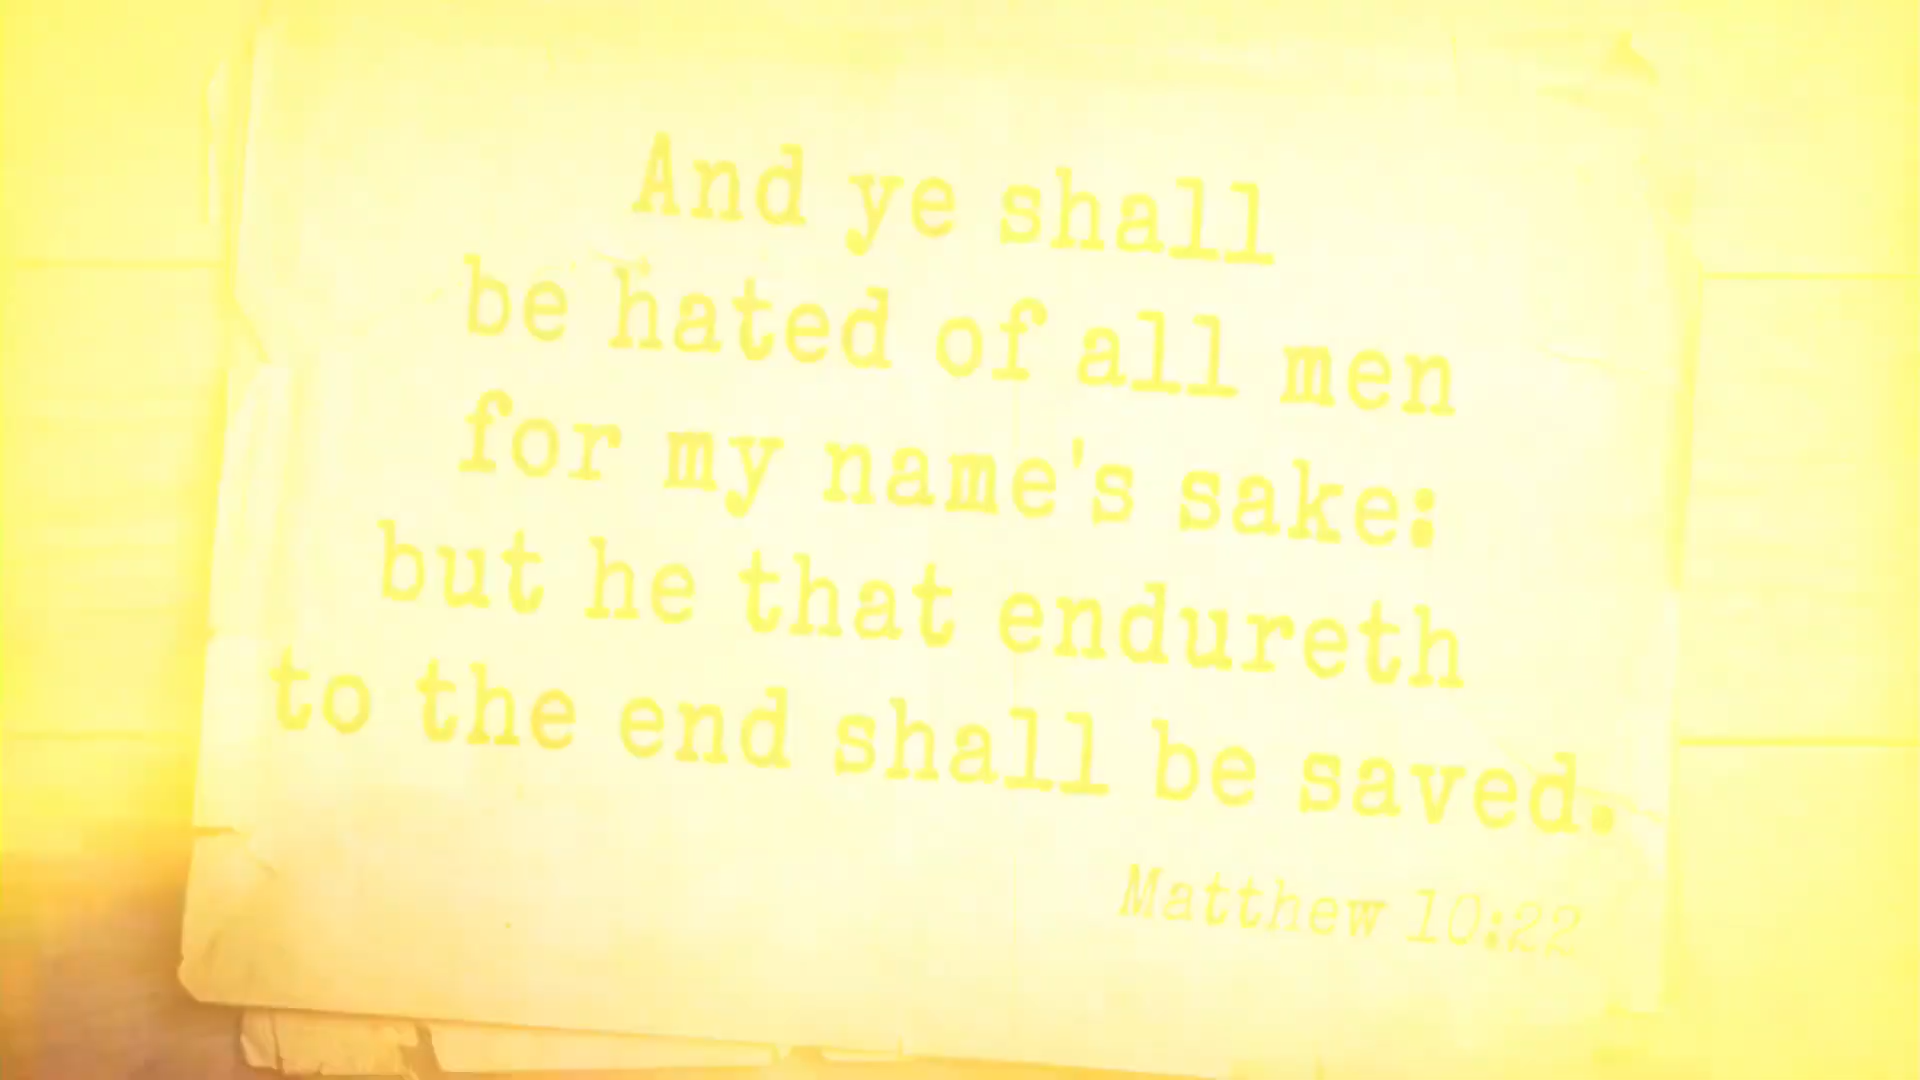 And ye shall
be hated of all men
for my name's sake:
but he that endureth
to the end shall be saved.
Matthew 10:22